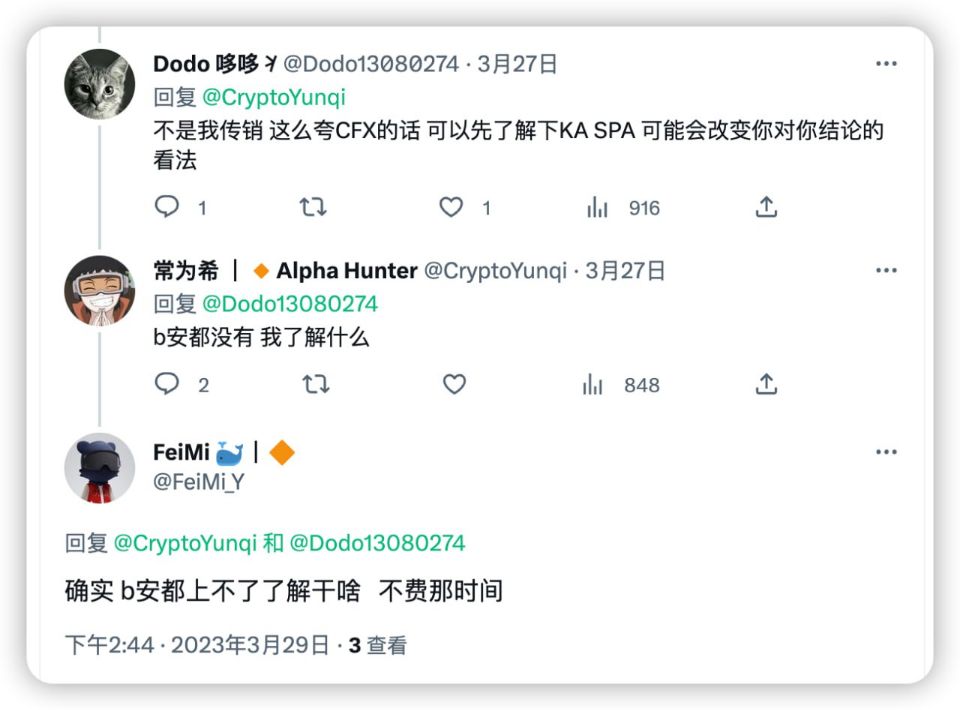 Dodo 哆哆犭 @Dodo13080274 · 3月27日
回复 @CryptoYunqi
不是我传销 这么夸CFX的话 可以先了解下KA SPA 可能会改变你对你结论的
看法
1 1 916
常为希 | 🔸 Alpha Hunter @CryptoYunqi · 3月27日
回复 @Dodo13080274
b安都没有 我了解什么
2 848
FeiMi 🐳 | 🔶
@FeiMi_Y
回复 @CryptoYunqi 和 @Dodo13080274
确实 b安都上不了了解干啥 不费那时间
下午2:44 · 2023年3月29日 · 3 查看